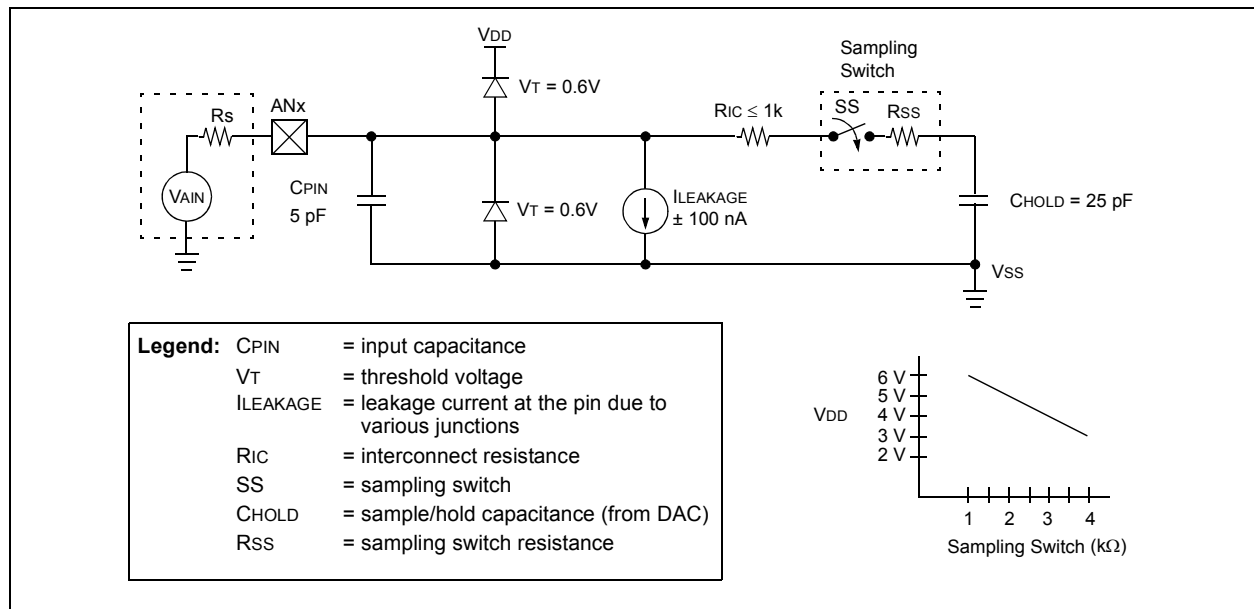 VDD
Sampling
Switch
VT = 0.6V
ANx
RS
RIC ≤ 1k
SS
RSS
VAIN
CPIN
5 pF
VT = 0.6V
ILEAKAGE
± 100 nA
CHOLD = 25 pF
VSS
Legend: CPIN = input capacitance
VT = threshold voltage
ILEAKAGE = leakage current at the pin due to
various junctions
RIC = interconnect resistance
SS = sampling switch
CHOLD = sample/hold capacitance (from DAC)
RSS = sampling switch resistance
VDD
6 V
5 V
4 V
3 V
2 V
1 2 3 4
Sampling Switch (kΩ)